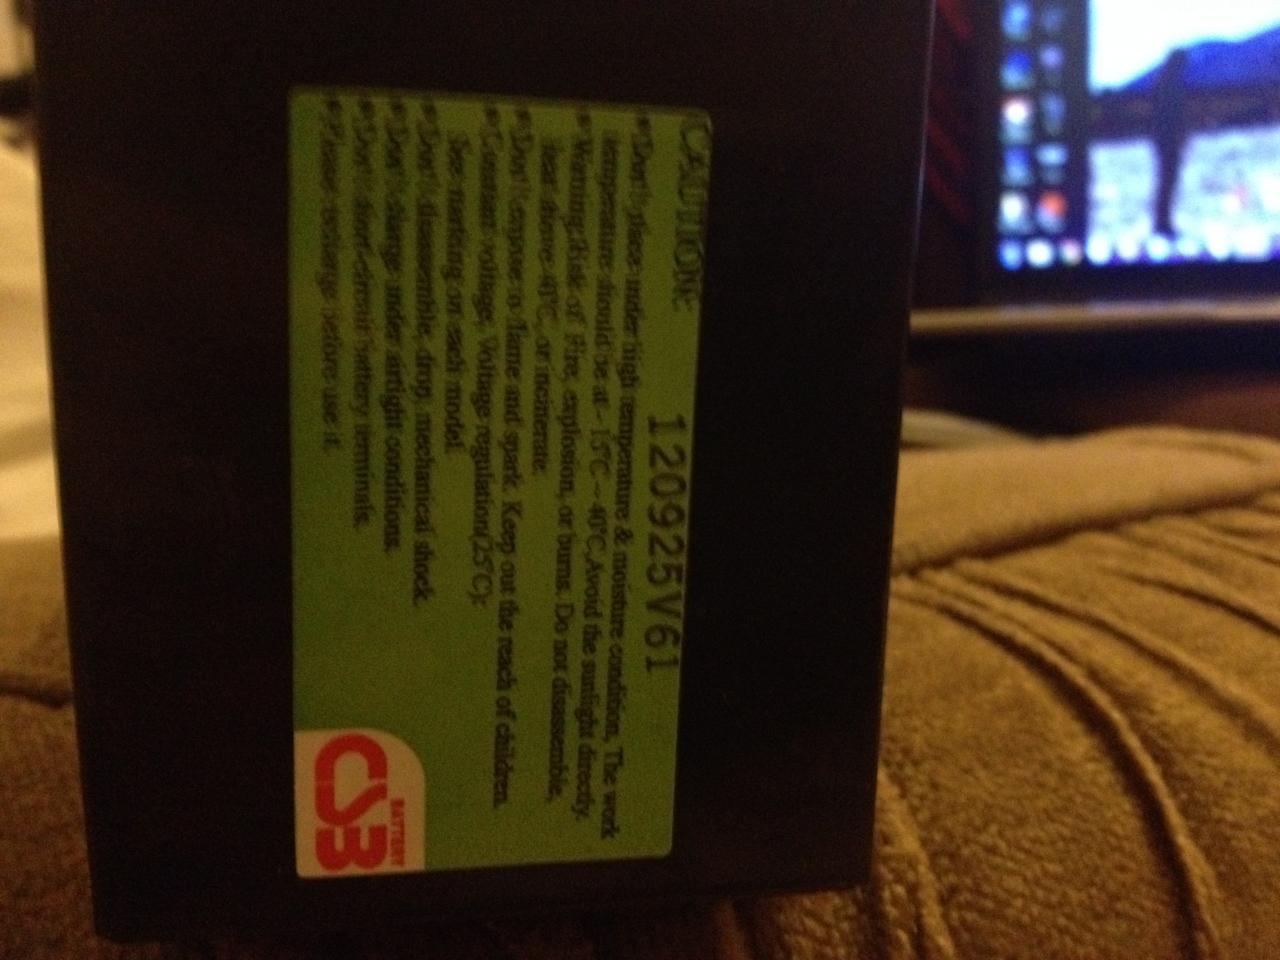 CAUTION:
120925V61
•Don't place under high temperature & moisture condition, The work
temperature should be at -15°C~40°C,Avoid the sunlight directly.
•Warning:Risk of Fire, explosion, or burns. Do not disassemble,
heat above 40°C, or incinerate.
•Don't expose to flame and spark. Keep out the reach of children.
•Constant voltage, Voltage regulation(25°C):
See marking on each model.
•Don't disassemble, drop, mechanical shock.
•Don't charge under airtight conditions.
•Don't short-circuit battery terminals.
•Please recharge before use it.
CSB
BATTERY